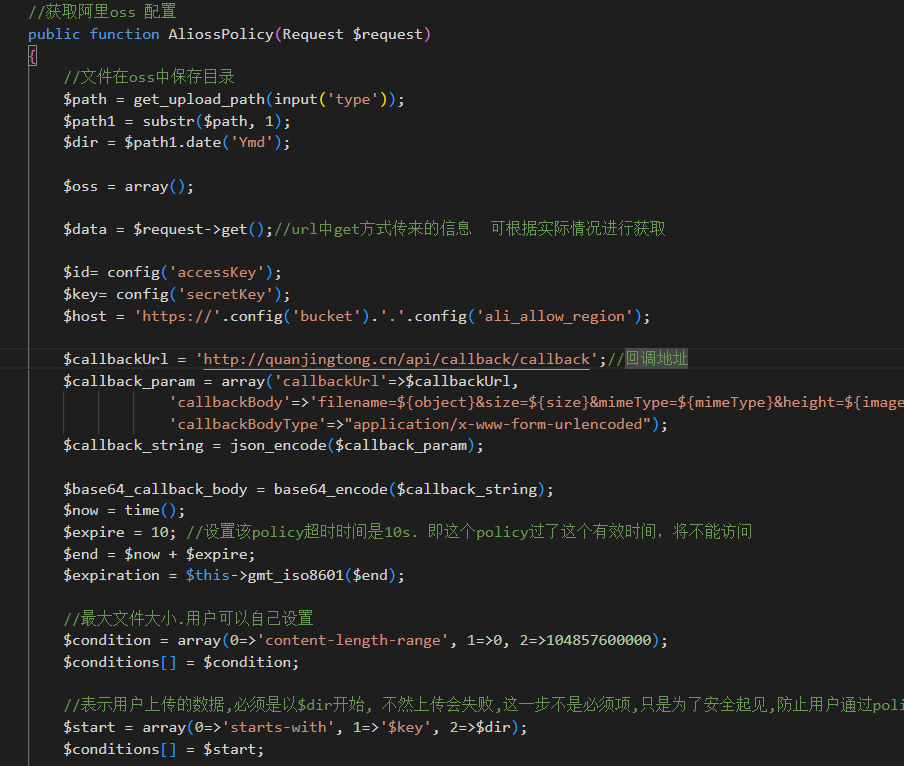 //获取阿里oss 配置
public function AliossPolicy(Request $request)
{
//文件在oss中保存目录
$path = get_upload_path(input('type'));
$path1 = substr($path, 1);
$dir = $path1.date('Ymd');
$oss = array();
$data = $request->get();//url中get方式传来的信息  可根据实际情况进行获取
$id= config('accessKey');
$key= config('secretKey');
$host = 'https://'.config('bucket').'.'.config('ali_allow_region');
$callbackUrl = 'http://quanjingtong.cn/api/callback/callback';//回调地址
$callback_param = array('callbackUrl'=>$callbackUrl,
'callbackBody'=>'filename=${object}&size=${size}&mimeType=${mimeType}&height=${image
'callbackBodyType'=>"application/x-www-form-urlencoded");
$callback_string = json_encode($callback_param);
$base64_callback_body = base64_encode($callback_string);
$now = time();
$expire = 10; //设置该policy超时时间是10s. 即这个policy过了这个有效时间，将不能访问
$end = $now + $expire;
$expiration = $this->gmt_iso8601($end);
//最大文件大小.用户可以自己设置
$condition = array(0=>'content-length-range', 1=>0, 2=>104857600000);
$conditions[] = $condition;
//表示用户上传的数据,必须是以$dir开始, 不然上传会失败,这一步不是必须项,只是为了安全起见,防止用户通过poli
$start = array(0=>'starts-with', 1=>'$key', 2=>$dir);
$conditions[] = $start;